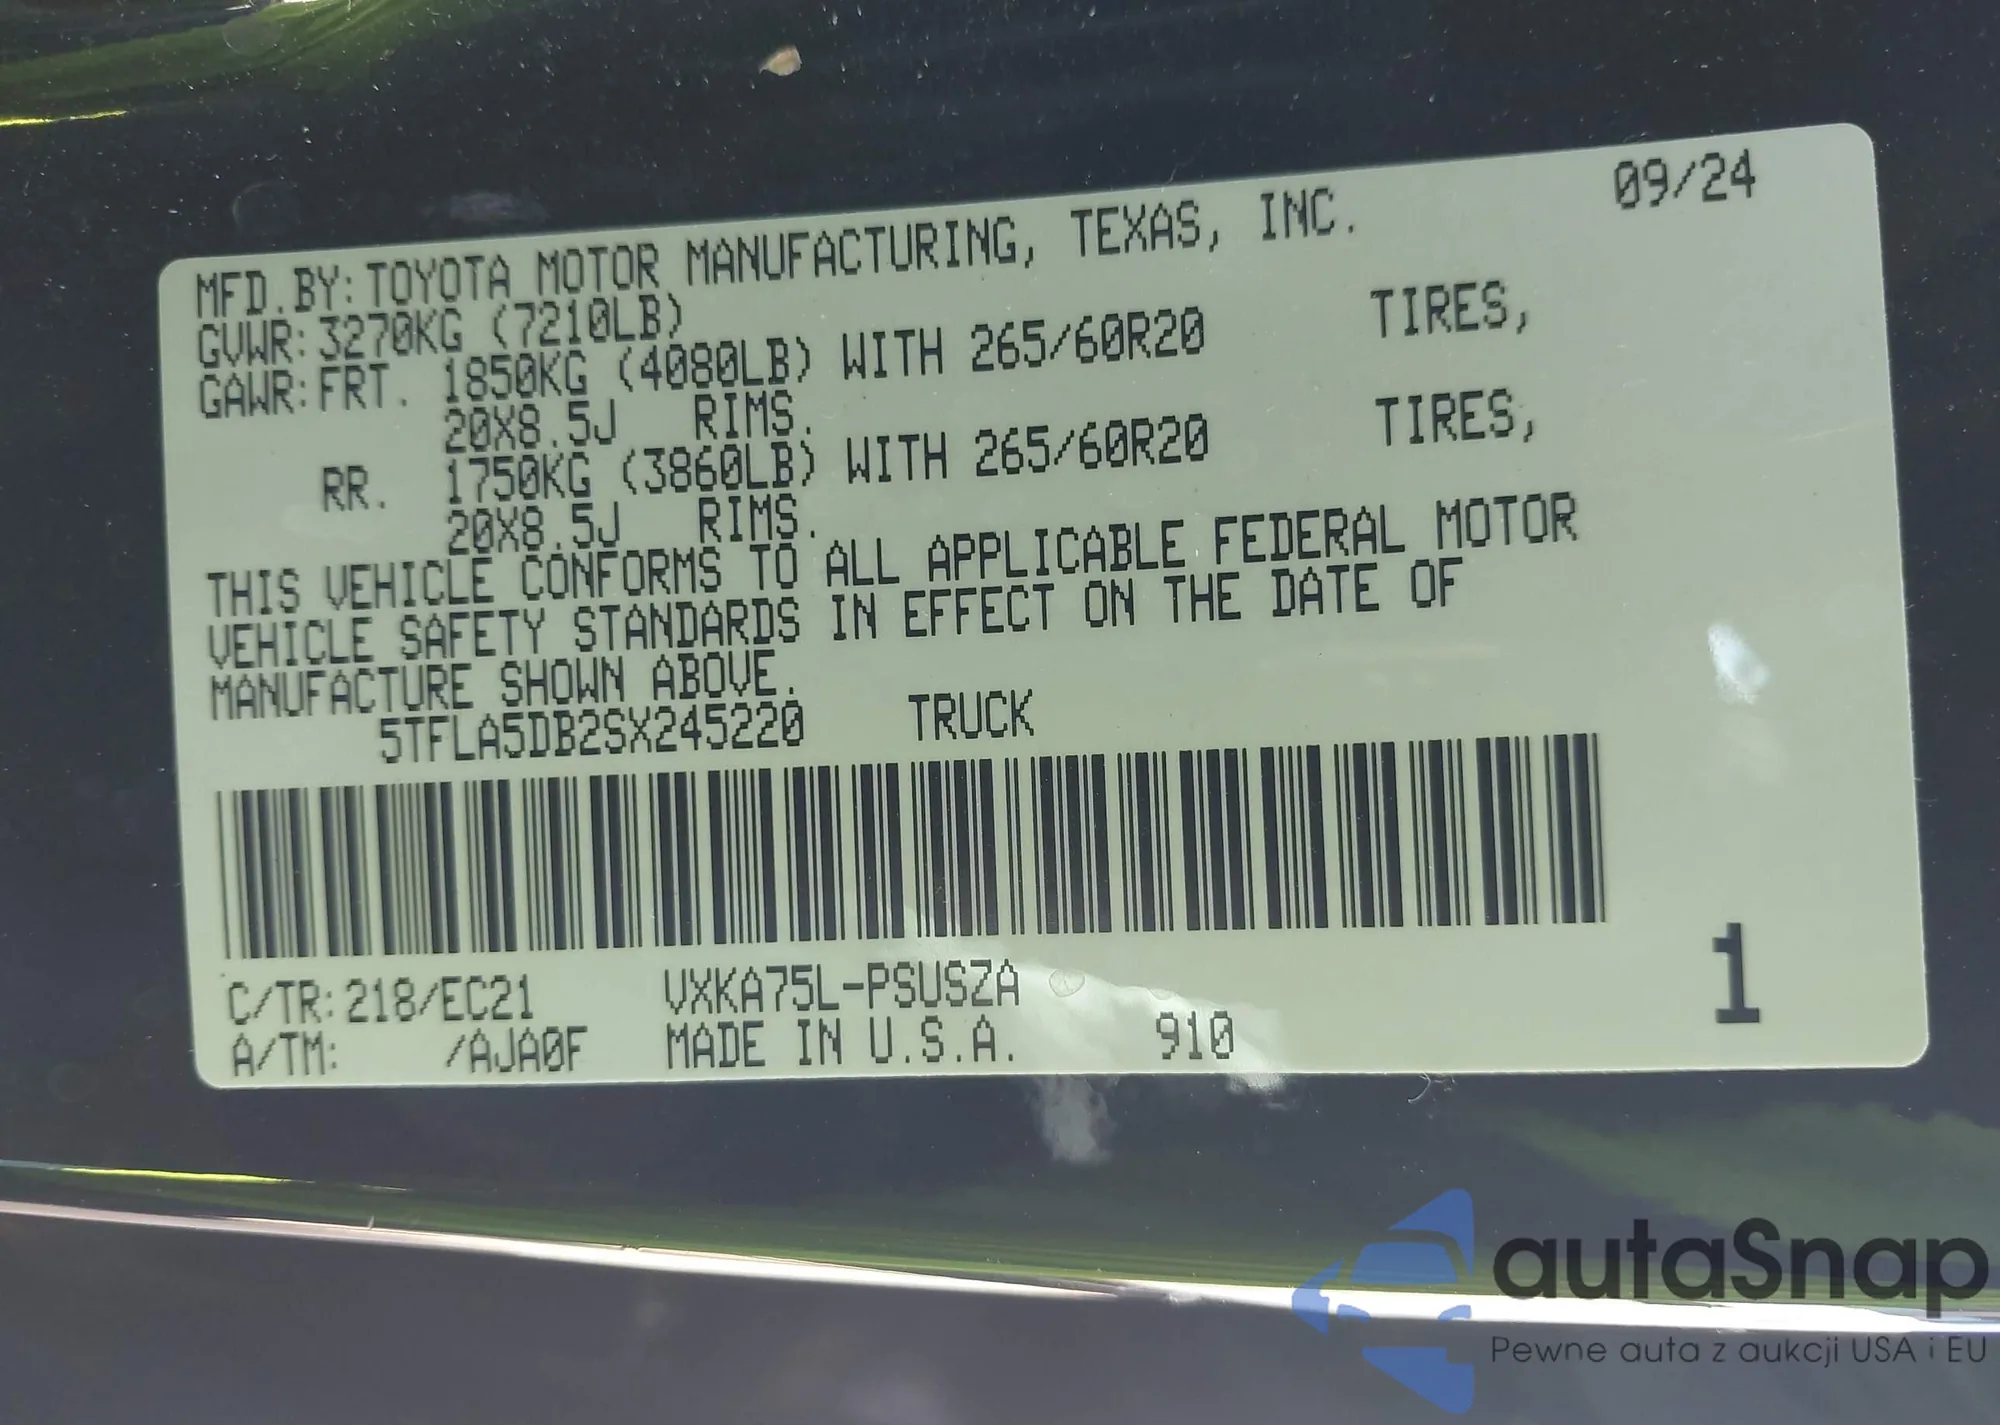 09/24
MFD.BY:TOYOTA MOTOR MANUFACTURING, TEXAS, INC.
GVWR:3270KG (7210LB)
GAWR:FRT. 1850KG (4080LB) WITH 265/60R20 TIRES,
20X8.5J RIMS.
RR. 1750KG (3860LB) WITH 265/60R20 TIRES,
20X8.5J RIMS.
THIS VEHICLE CONFORMS TO ALL APPLICABLE FEDERAL MOTOR
VEHICLE SAFETY STANDARDS IN EFFECT ON THE DATE OF
MANUFACTURE SHOWN ABOVE.
5TFLA5DB2SX245220 TRUCK
C/TR:218/EC21 VXKA75L-PSUSZA
A/TM: /AJA0F MADE IN U.S.A. 910
1
autaSnap
Pewne auta z aukcji USA i EU